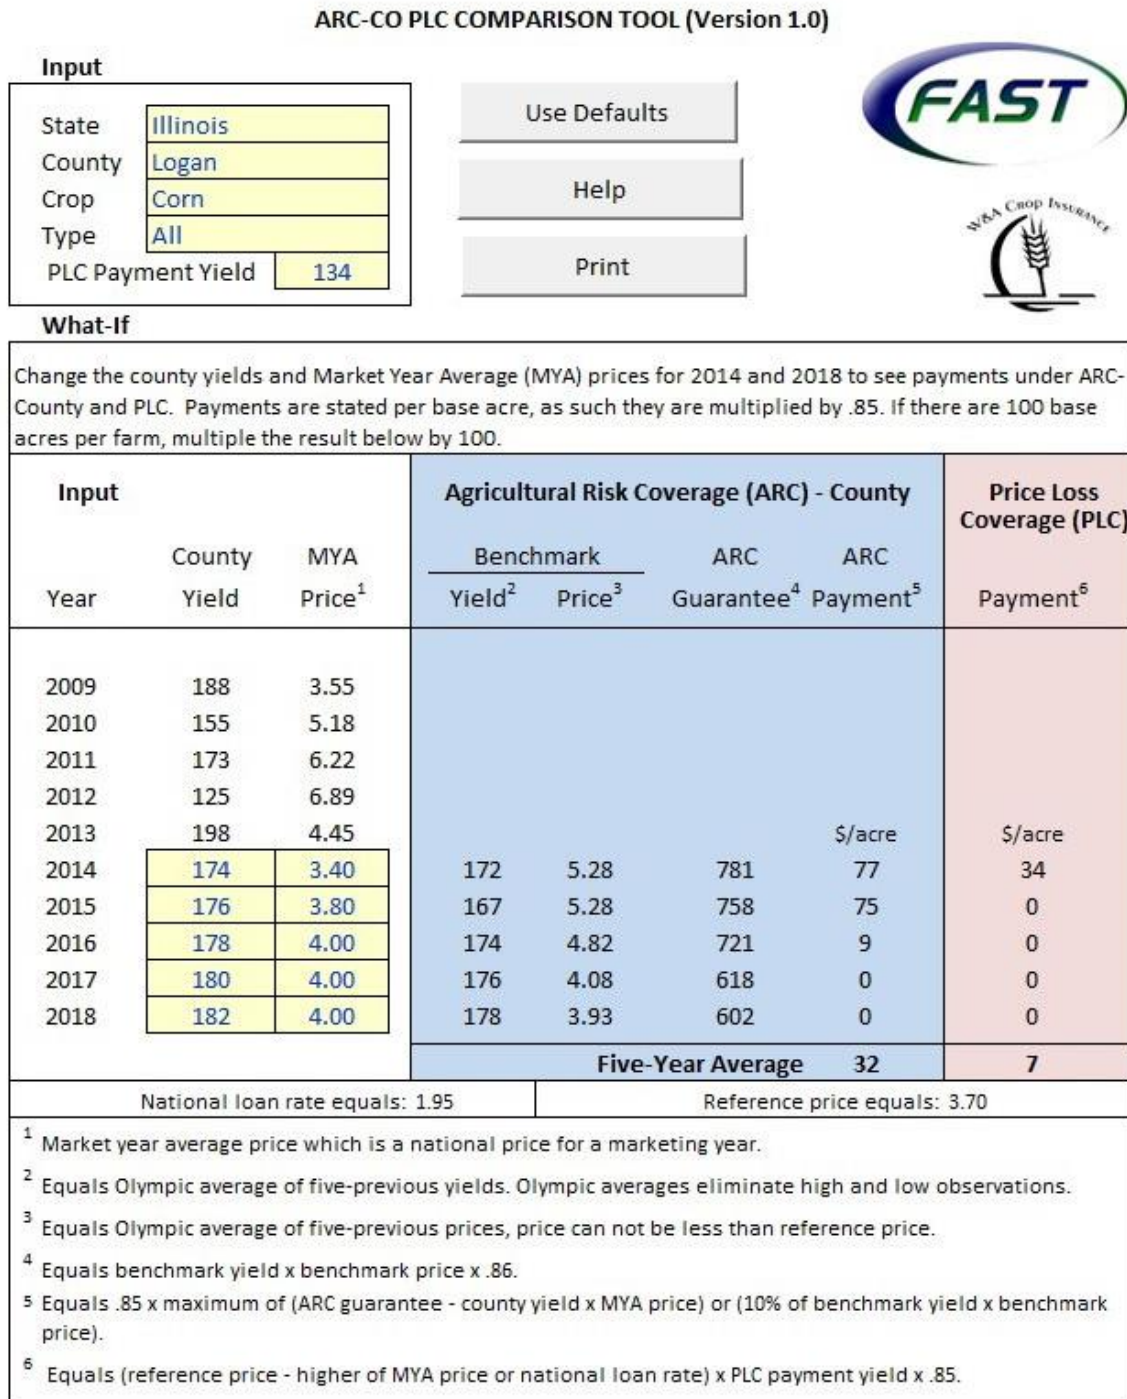 ARC-CO PLC COMPARISON TOOL (Version 1.0)
Input
State Illinois
County Logan
Crop Corn
Type All
PLC Payment Yield 134
Use Defaults
Help
Print
FAST
W&A Crop Insurance
What-If
Change the county yields and Market Year Average (MYA) prices for 2014 and 2018 to see payments under ARC-
County and PLC. Payments are stated per base acre, as such they are multiplied by .85. If there are 100 base
acres per farm, multiple the result below by 100.
Input Agricultural Risk Coverage (ARC) - County Price Loss
Coverage (PLC)
County MYA Benchmark ARC ARC
Year Yield Price1 Yield2 Price3 Guarantee4 Payment5 Payment6
2009 188 3.55
2010 155 5.18
2011 173 6.22
2012 125 6.89
2013 198 4.45 $/acre $/acre
2014 174 3.40 172 5.28 781 77 34
2015 176 3.80 167 5.28 758 75 0
2016 178 4.00 174 4.82 721 9 0
2017 180 4.00 176 4.08 618 0 0
2018 182 4.00 178 3.93 602 0 0
Five-Year Average 32 7
National loan rate equals: 1.95 Reference price equals: 3.70
1 Market year average price which is a national price for a marketing year.
2 Equals Olympic average of five-previous yields. Olympic averages eliminate high and low observations.
3 Equals Olympic average of five-previous prices, price can not be less than reference price.
4 Equals benchmark yield x benchmark price x .86.
5 Equals .85 x maximum of (ARC guarantee - county yield x MYA price) or (10% of benchmark yield x benchmark
price).
6 Equals (reference price - higher of MYA price or national loan rate) x PLC payment yield x .85.